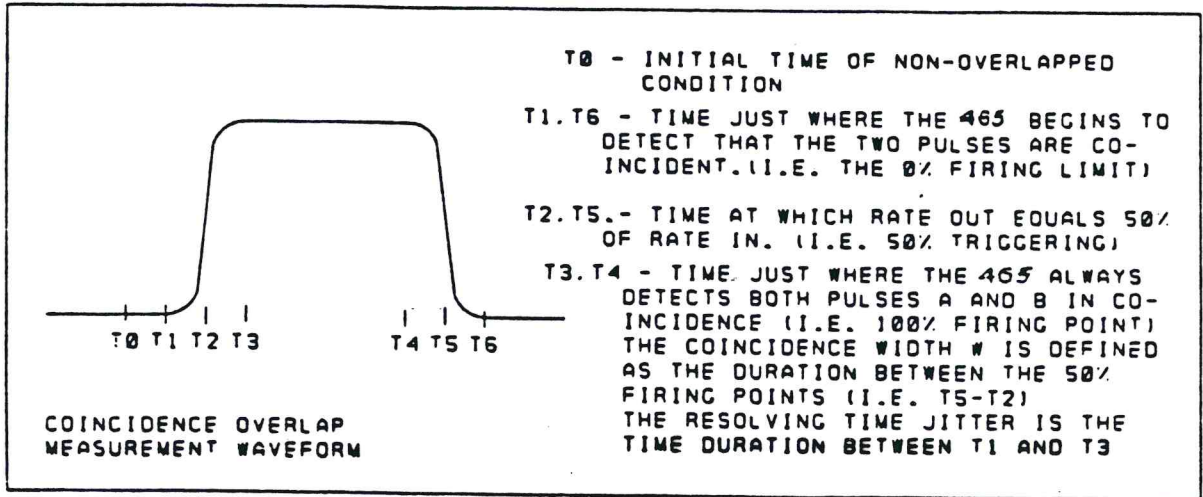 T0 - INITIAL TIME OF NON-OVERLAPPED
CONDITION
T1.T6 - TIME JUST WHERE THE 465 BEGINS TO
DETECT THAT THE TWO PULSES ARE CO-
INCIDENT.(I.E. THE 0% FIRING LIMIT)
T2.T5.- TIME AT WHICH RATE OUT EQUALS 50%
OF RATE IN. (I.E. 50% TRIGGERING)
T3.T4 - TIME JUST WHERE THE 465 ALWAYS
DETECTS BOTH PULSES A AND B IN CO-
INCIDENCE (I.E. 100% FIRING POINT)
THE COINCIDENCE WIDTH W IS DEFINED
AS THE DURATION BETWEEN THE 50%
FIRING POINTS (I.E. T5-T2)
THE RESOLVING TIME JITTER IS THE
TIME DURATION BETWEEN T1 AND T3
T0 T1 T2 T3 T4 T5 T6
COINCIDENCE OVERLAP
MEASUREMENT WAVEFORM